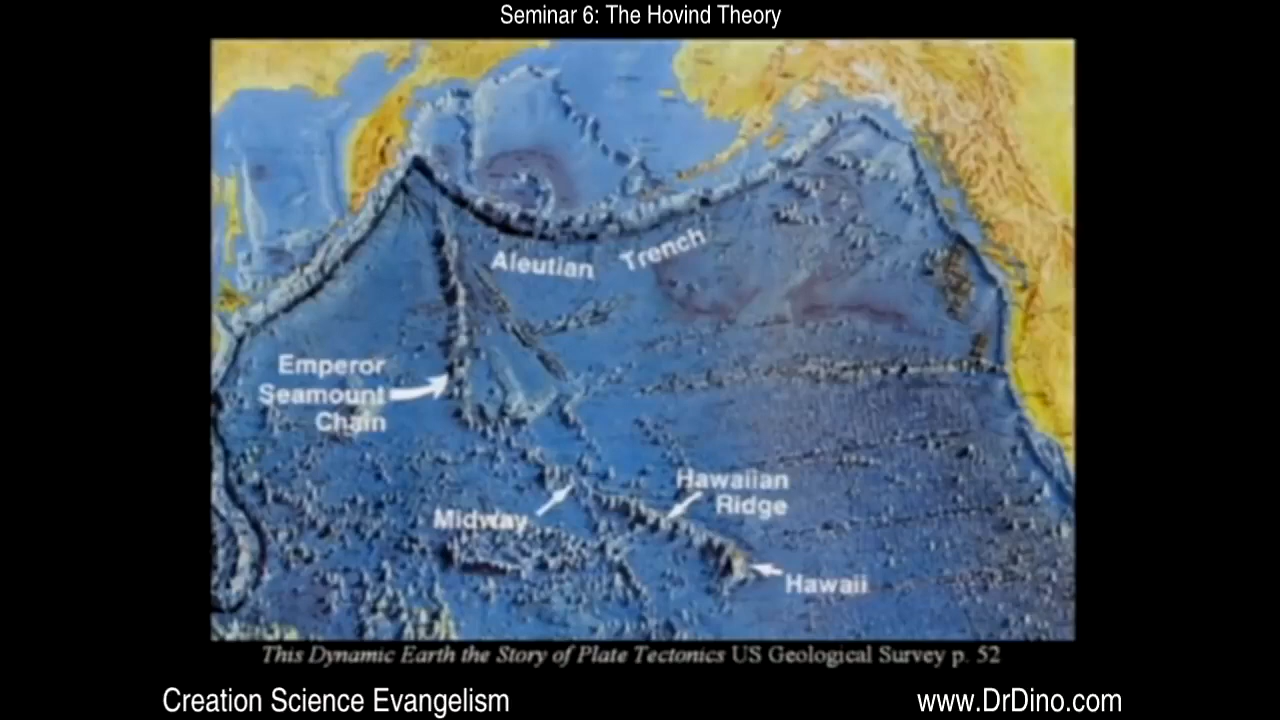 Seminar 6: The Hovind Theory
Aleutian Trench
Emperor
Seamount
Chain
Hawaiian
Ridge
Midway
Hawaii
This Dynamic Earth the Story of Plate Tectonics US Geological Survey p. 52
Creation Science Evangelism
www.DrDino.com